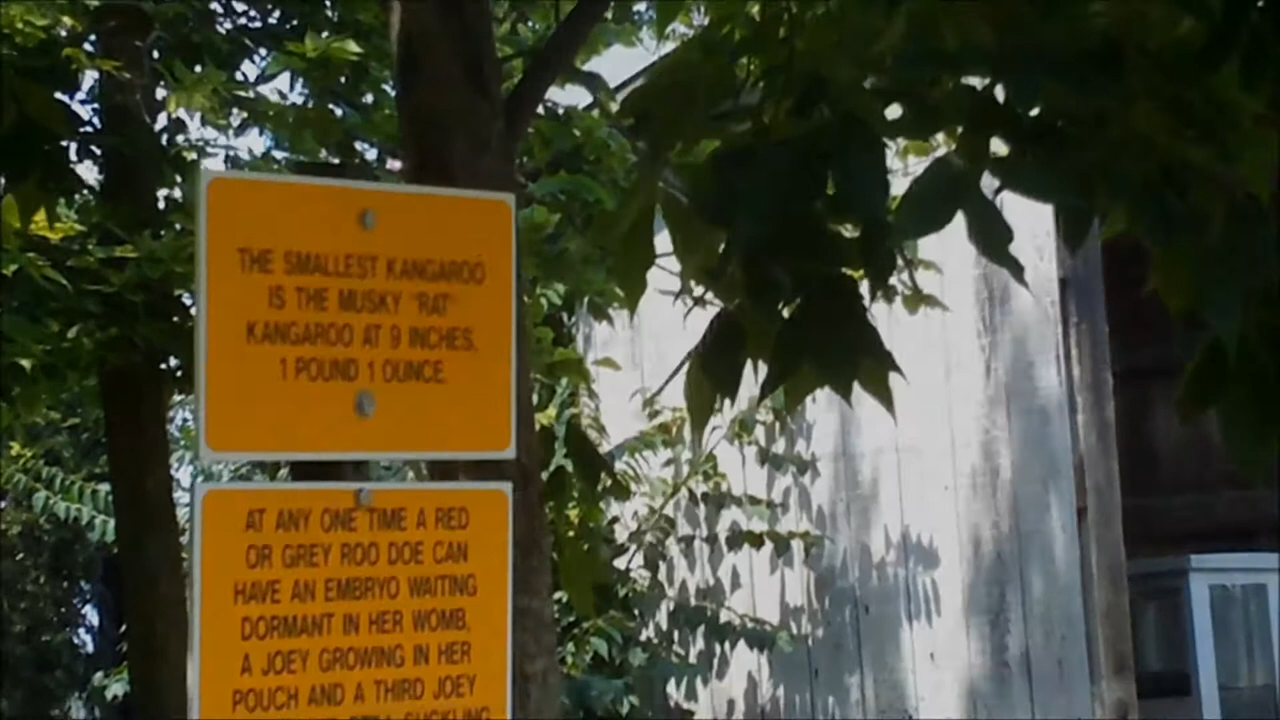 THE SMALLEST KANGAROO
IS THE MUSKY "RAT"
KANGAROO AT 9 INCHES,
1 POUND 1 OUNCE
AT ANY ONE TIME A RED
OR GREY ROO DOE CAN
HAVE AN EMBRYO WAITING
DORMANT IN HER WOMB,
A JOEY GROWING IN HER
POUCH AND A THIRD JOEY
STILL SUCKLING